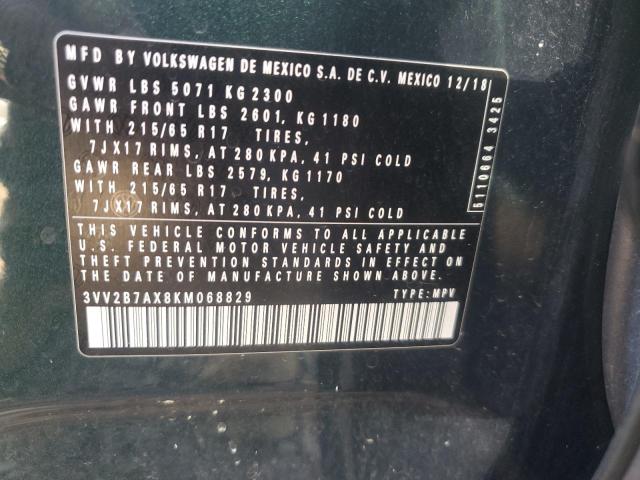 MFD BY VOLKSWAGEN DE MEXICO S.A. DE C.V. MEXICO 12/18
GVWR LBS 5071 KG 2300
GAWR FRONT LBS 2601, KG 1180
WITH 215/65 R17 TIRES,
7JX17 RIMS, AT 280 KPA, 41 PSI COLD
GAWR REAR LBS 2579, KG 1170
WITH 215/65 R17 TIRES,
7JX17 RIMS, AT 280 KPA, 41 PSI COLD
5110664 3425
THIS VEHICLE CONFORMS TO ALL APPLICABLE
U.S. FEDERAL MOTOR VEHICLE SAFETY AND
THEFT PREVENTION STANDARDS IN EFFECT ON
THE DATE OF MANUFACTURE SHOWN ABOVE.
3VV2B7AX8KM068829 TYPE: MPV